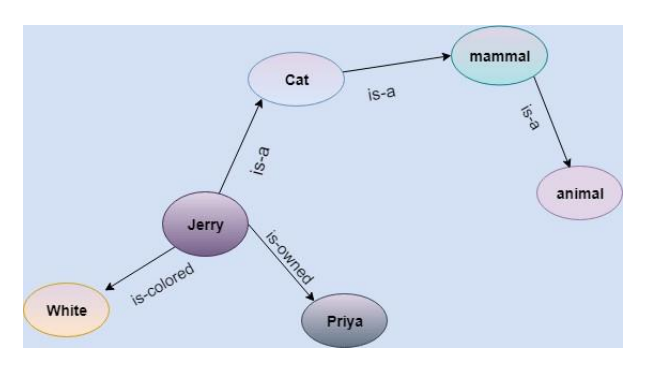 mammal
Cat
is-a
is-a
is-a
animal
Jerry
is-owned
is-colored
White
Priya